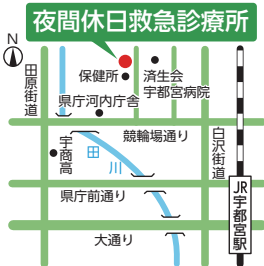 夜間休日救急診療所
N
田原街道
保健所
済生会
宇都宮病院
県庁河内庁舎
競輪場通り
宇商高
田川
白沢街道
県庁前通り
JR宇都宮駅
大通り